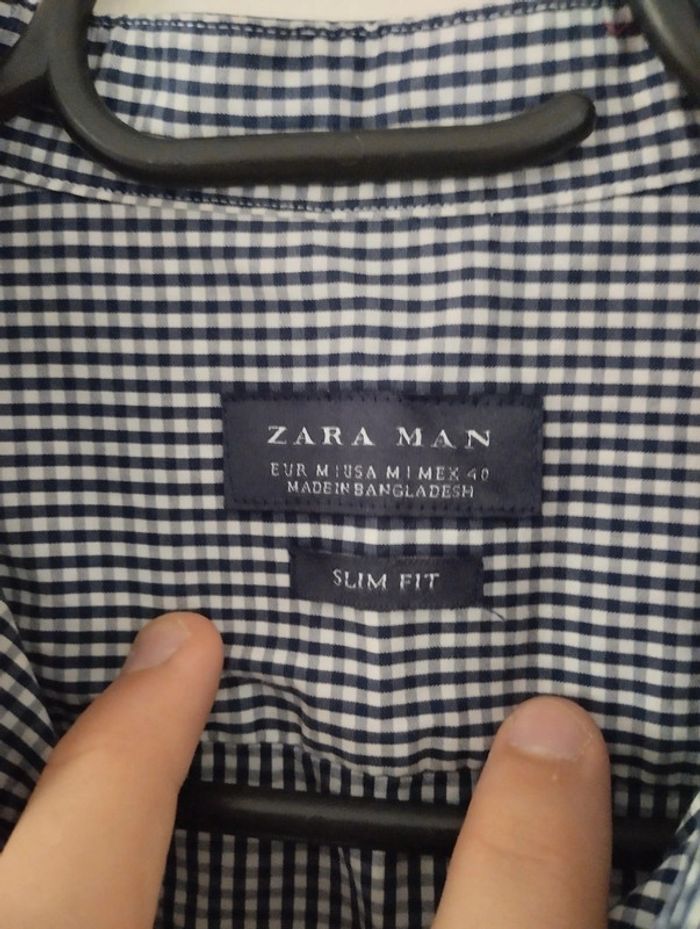 ZARA MAN
EUR M | USA M | MEX 40
MADE IN BANGLADESH
SLIM FIT